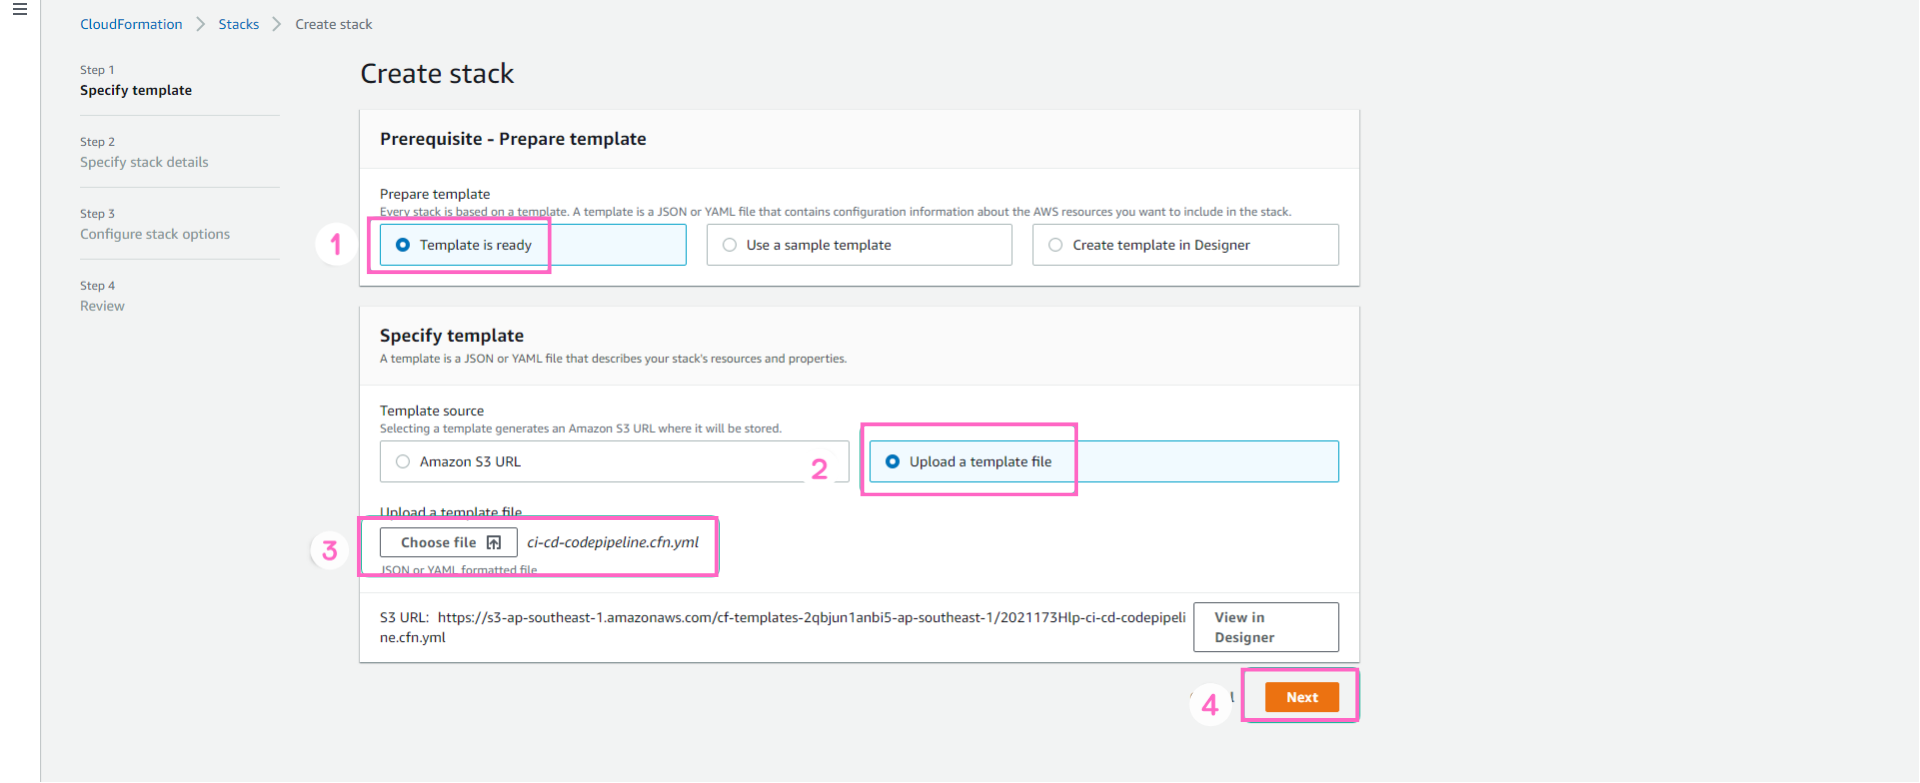 CloudFormation > Stacks > Create stack
Step 1
Specify template
Step 2
Specify stack details
Step 3
Configure stack options
Step 4
Review
Create stack
Prerequisite - Prepare template
Prepare template
Every stack is based on a template. A template is a JSON or YAML file that contains configuration information about the AWS resources you want to include in the stack.
1
Template is ready
Use a sample template
Create template in Designer
Specify template
A template is a JSON or YAML file that describes your stack's resources and properties.
Template source
Selecting a template generates an Amazon S3 URL where it will be stored.
Amazon S3 URL
2
Upload a template file
Upload a template file
3
Choose file ci-cd-codepipeline.cfn.yml
JSON or YAML formatted file
S3 URL: https://s3-ap-southeast-1.amazonaws.com/cf-templates-2qbjun1anbi5-ap-southeast-1/2021173Hlp-ci-cd-codepipeli
ne.cfn.yml
View in
Designer
4
Next